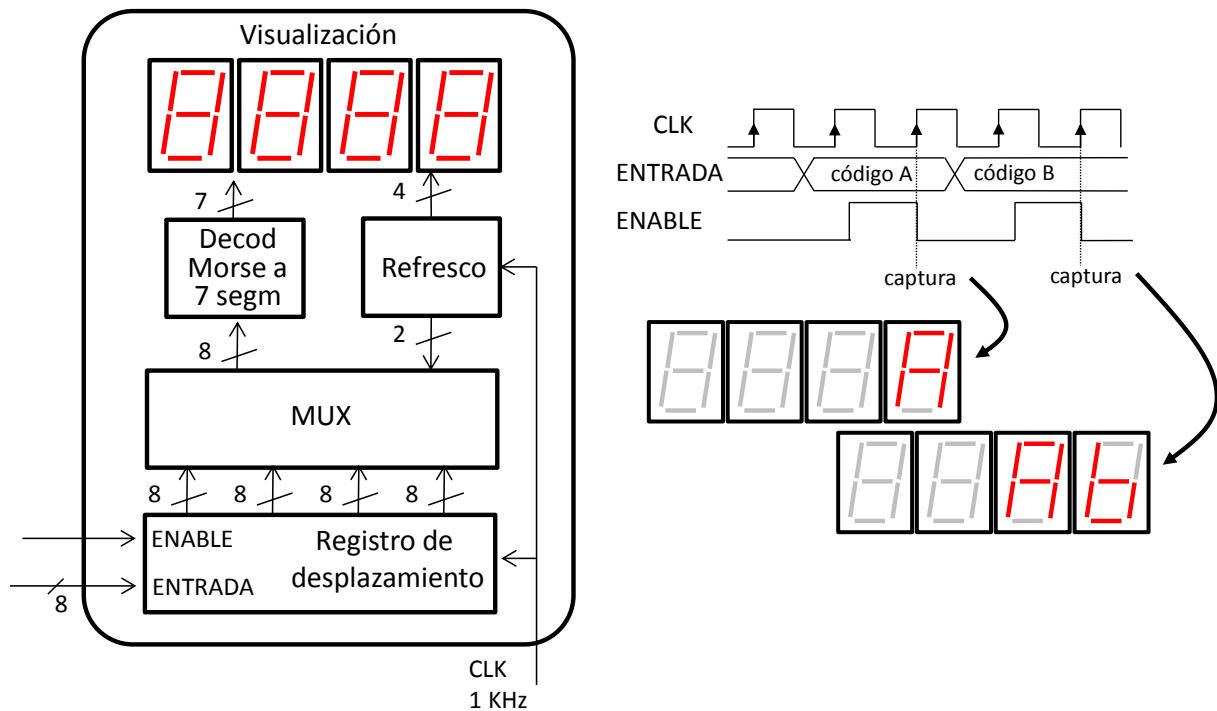 Visualización
7
4
Decod
Morse a
7 segm
Refresco
8
2
MUX
8
8
8
8
ENABLE
Registro de
desplazamiento
ENTRADA
8
CLK
1 KHz
CLK
ENTRADA
código A
código B
ENABLE
captura
captura
A
A b